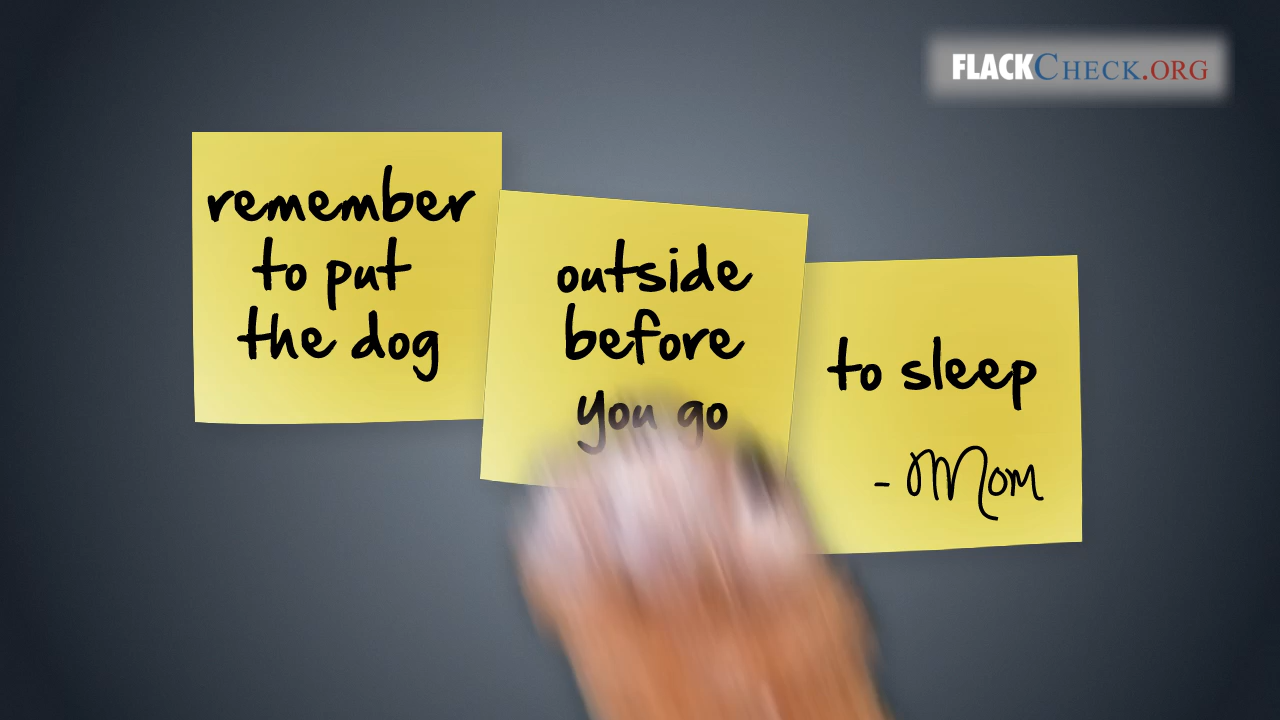 FLACKCHECK.ORG
remember
to put
the dog
outside
before
you go
to sleep
- Mom